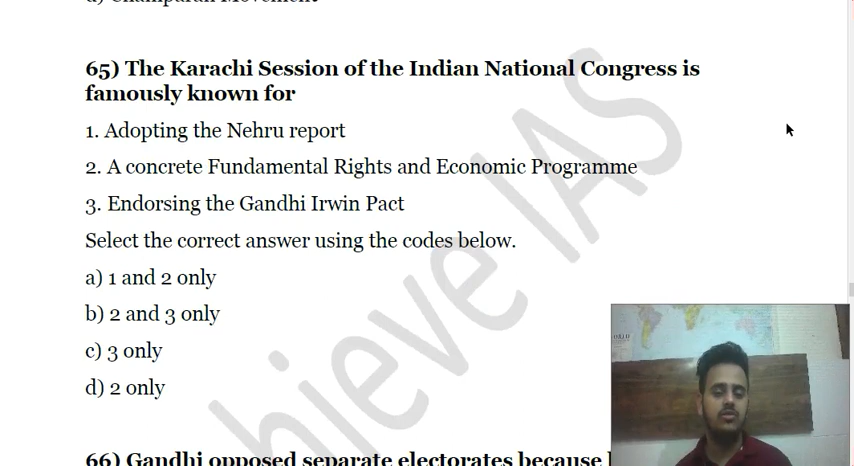 65) The Karachi Session of the Indian National Congress is
famously known for
1. Adopting the Nehru report
2. A concrete Fundamental Rights and Economic Programme
3. Endorsing the Gandhi Irwin Pact
Select the correct answer using the codes below.
a) 1 and 2 only
b) 2 and 3 only
c) 3 only
d) 2 only
66) Gandhi opposed separate electorates because
hieve IAS